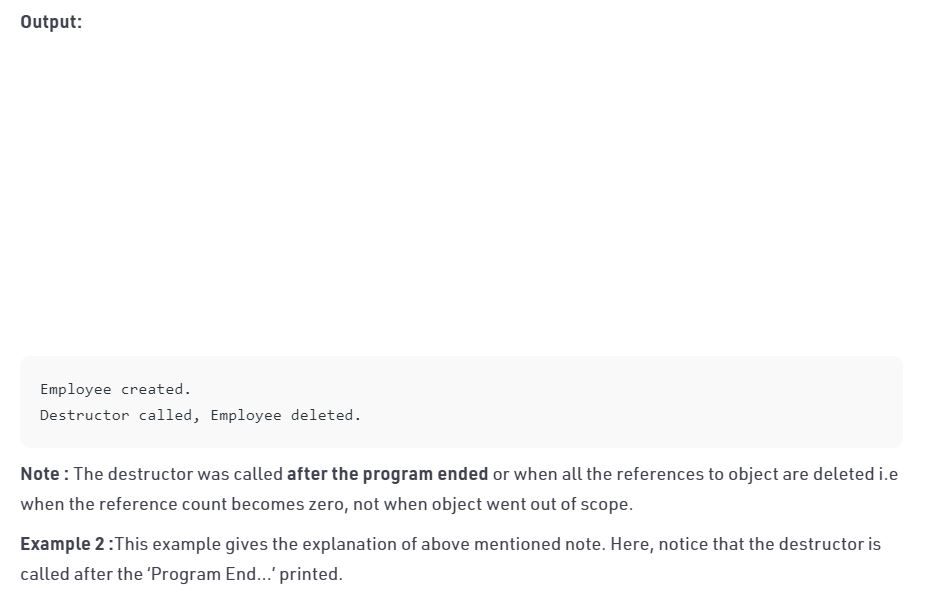 Output:
Employee created.
Destructor called, Employee deleted.
Note : The destructor was called after the program ended or when all the references to object are deleted i.e
when the reference count becomes zero, not when object went out of scope.
Example 2 :This example gives the explanation of above mentioned note. Here, notice that the destructor is
called after the ‘Program End…’ printed.